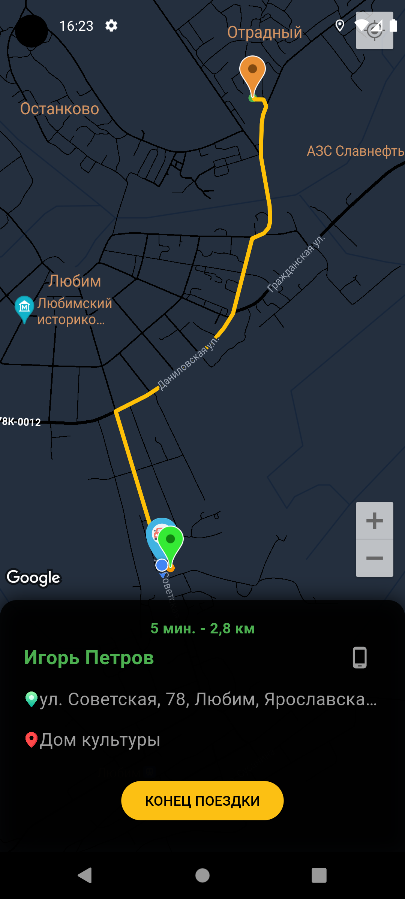 16:23
Отрадный
Останково
АЗС Славнефть
Гражданская ул.
Любим
Любимский
историко...
Даниловская ул.
78K-0012
Google
5 мин. - 2,8 км
Игорь Петров
ул. Советская, 78, Любим, Ярославска...
Дом культуры
КОНЕЦ ПОЕЗДКИ